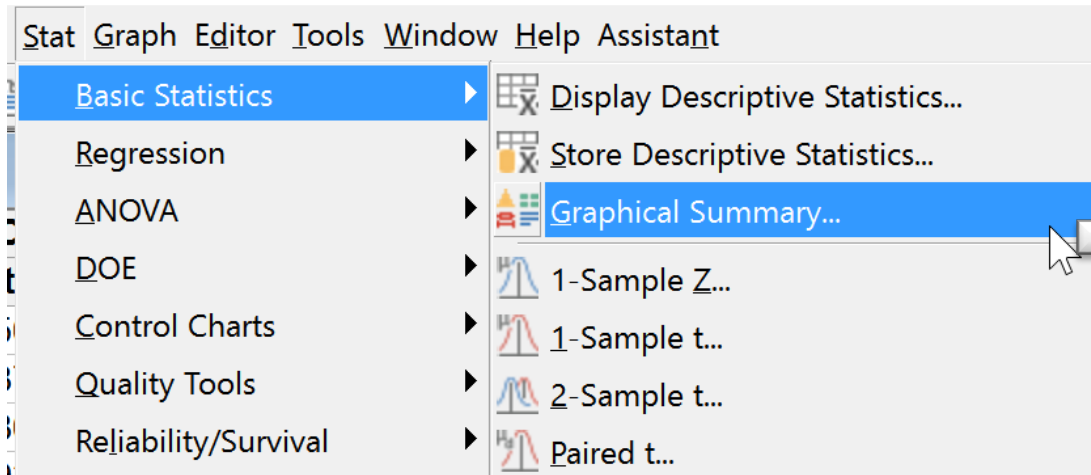 Stat Graph Editor Tools Window Help Assistant
Basic Statistics
Regression
ANOVA
DOE
Control Charts
Quality Tools
Reliability/Survival
Display Descriptive Statistics...
Store Descriptive Statistics...
Graphical Summary...
1-Sample Z...
1-Sample t...
2-Sample t...
Paired t...